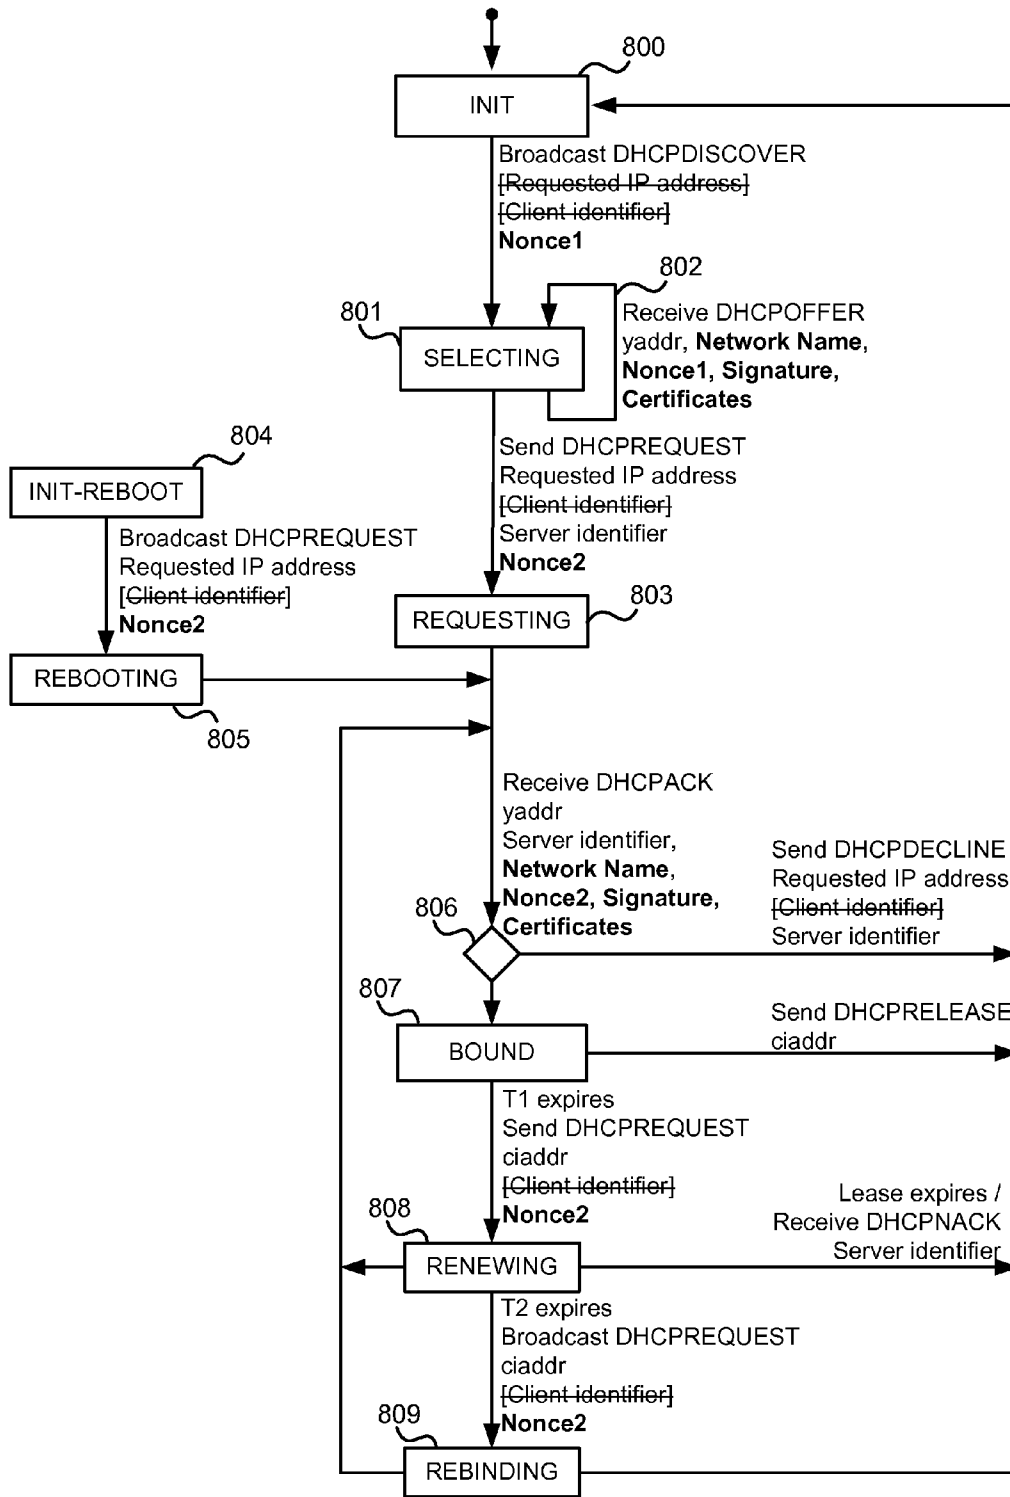 800
INIT
Broadcast DHCPDISCOVER
[Requested IP address]
[Client identifier]
Nonce1
802
801
Receive DHCPOFFER
yaddr, Network Name,
Nonce1, Signature,
Certificates
SELECTING
804
Send DHCPREQUEST
Requested IP address
[Client identifier]
Server identifier
Nonce2
INIT-REBOOT
Broadcast DHCPREQUEST
Requested IP address
[Client identifier]
Nonce2
803
REQUESTING
REBOOTING
805
Receive DHCPACK
yaddr
Server identifier,
Network Name,
Nonce2, Signature,
Certificates
Send DHCPDECLINE
Requested IP address
[Client identifier]
Server identifier
806
807
Send DHCPRELEASE
ciaddr
BOUND
T1 expires
Send DHCPREQUEST
ciaddr
[Client identifier]
Nonce2
Lease expires /
Receive DHCPNACK
Server identifier
808
RENEWING
T2 expires
Broadcast DHCPREQUEST
ciaddr
[Client identifier]
Nonce2
809
REBINDING